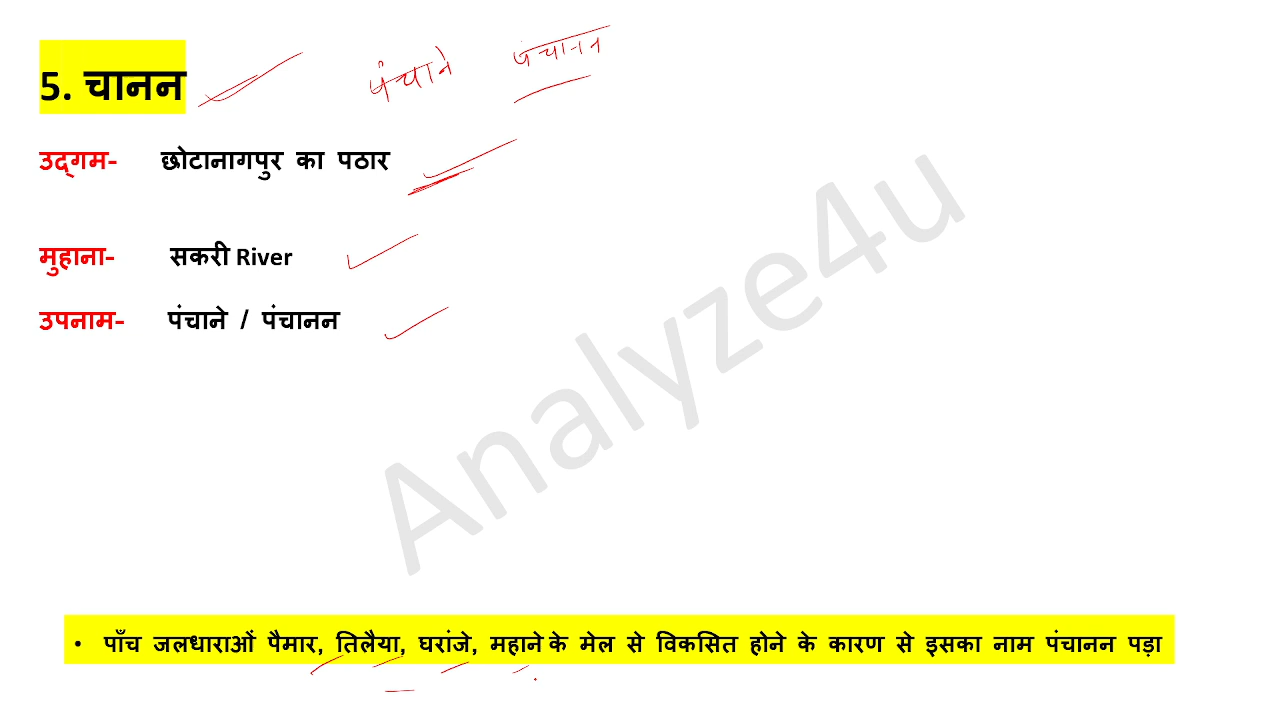 5. चानन
पंचाने पंचानन
उद्गम- छोटानागपुर का पठार
मुहाना- सकरी River
उपनाम- पंचाने / पंचानन
Analyze4u
• पाँच जलधाराओं पैमार, तिलैया, घरांजे, महाने के मेल से विकसित होने के कारण से इसका नाम पंचानन पड़ा